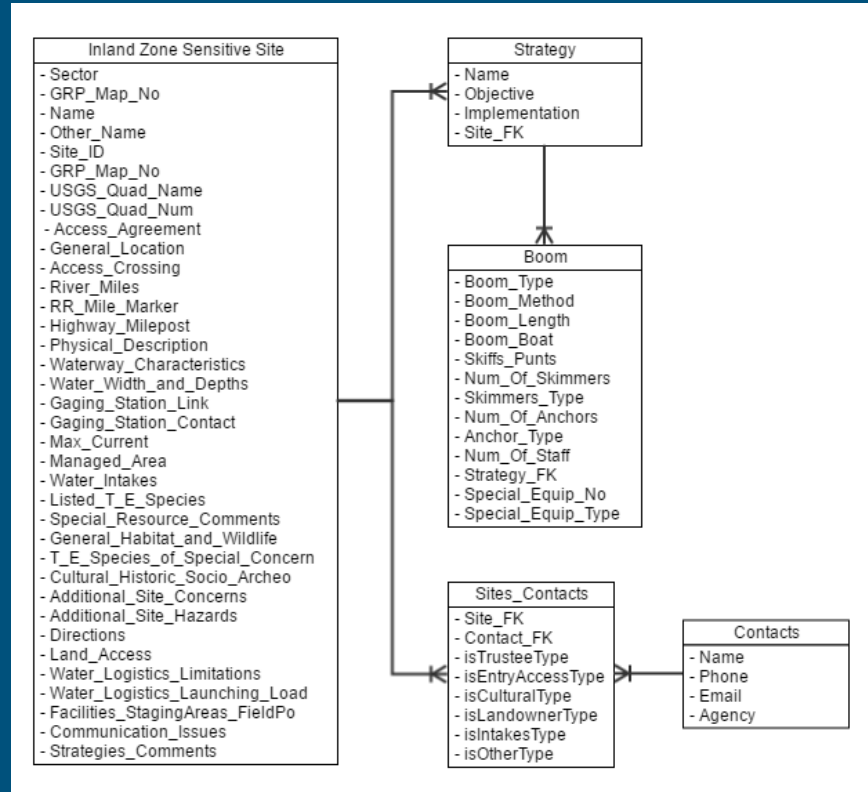 Inland Zone Sensitive Site
- Sector
- GRP_Map_No
- Name
- Other_Name
- Site_ID
- GRP_Map_No
- USGS_Quad_Name
- USGS_Quad_Num
- Access_Agreement
- General_Location
- Access_Crossing
- River_Miles
- RR_Mile_Marker
- Highway_Milepost
- Physical_Description
- Waterway_Characteristics
- Water_Width_and_Depths
- Gaging_Station_Link
- Gaging_Station_Contact
- Max_Current
- Managed_Area
- Water_Intakes
- Listed_T_E_Species
- Special_Resource_Comments
- General_Habitat_and_Wildlife
- T_E_Species_of_Special_Concern
- Cultural_Historic_Socio_Archeo
- Additional_Site_Concerns
- Additional_Site_Hazards
- Directions
- Land_Access
- Water_Logistics_Limitations
- Water_Logistics_Launching_Load
- Facilities_StagingAreas_FieldPo
- Communication_Issues
- Strategies_Comments
Strategy
- Name
- Objective
- Implementation
- Site_FK
Boom
- Boom_Type
- Boom_Method
- Boom_Length
- Boom_Boat
- Skiffs_Punts
- Num_Of_Skimmers
- Skimmers_Type
- Num_Of_Anchors
- Anchor_Type
- Num_Of_Staff
- Strategy_FK
- Special_Equip_No
- Special_Equip_Type
Sites_Contacts
- Site_FK
- Contact_FK
- isTrusteeType
- isEntryAccessType
- isCulturalType
- isLandownerType
- isIntakesType
- isOtherType
Contacts
- Name
- Phone
- Email
- Agency